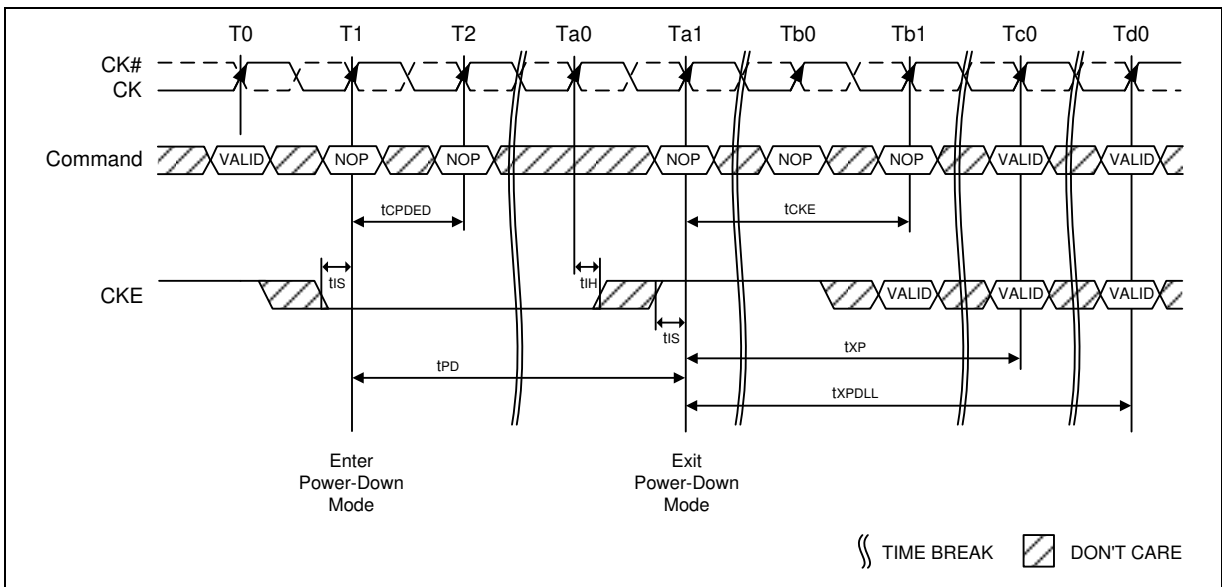 T0 T1 T2 Ta0 Ta1 Tb0 Tb1 Tc0 Td0
CK#
CK
Command VALID NOP NOP NOP NOP NOP VALID VALID
tCPDED tCKE
tIS tIH
CKE VALID VALID VALID
tIS
tXP
tPD
tXPDLL
Enter
Power-Down
Mode
Exit
Power-Down
Mode
TIME BREAK DON'T CARE